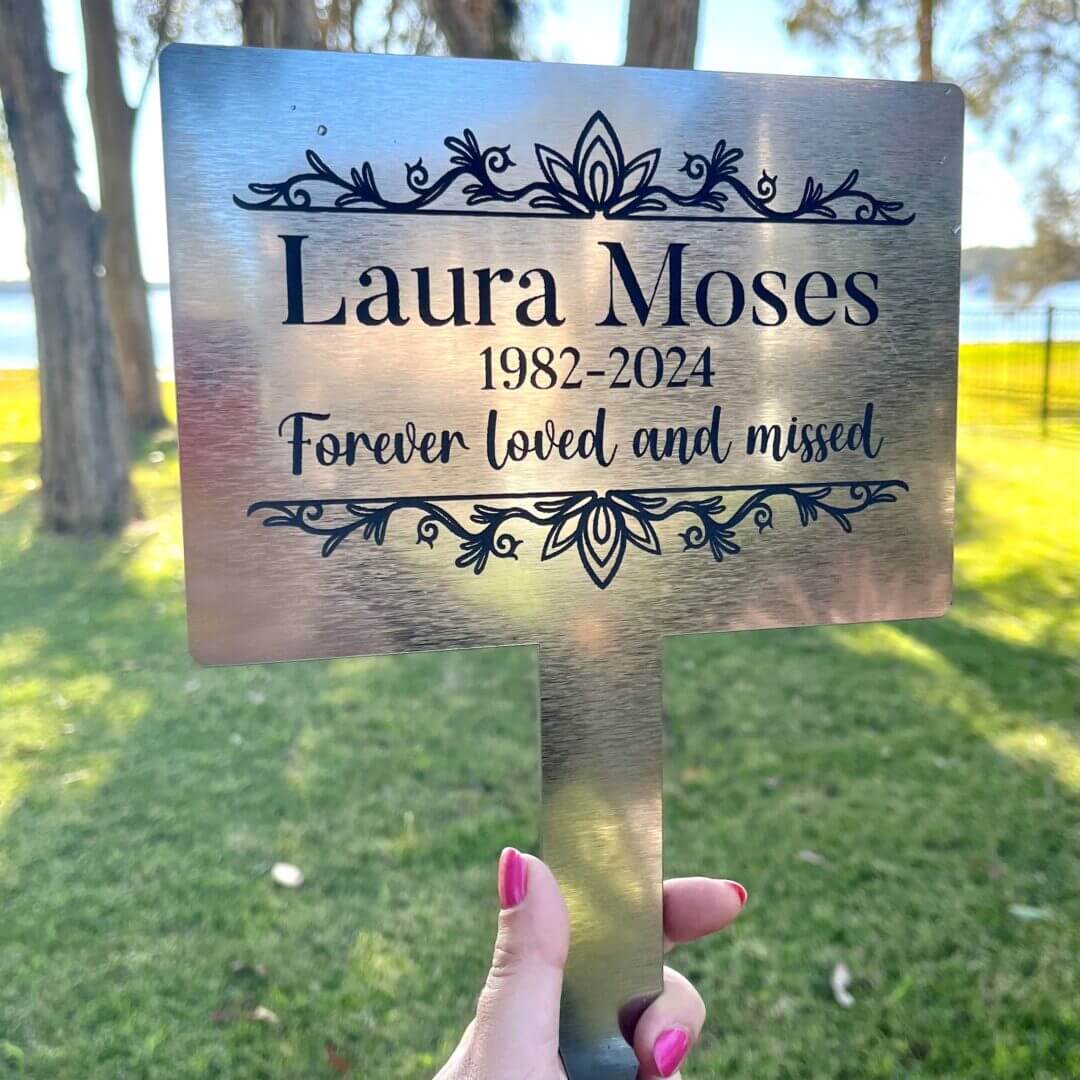 Laura Moses
1982-2024
Forever loved and missed